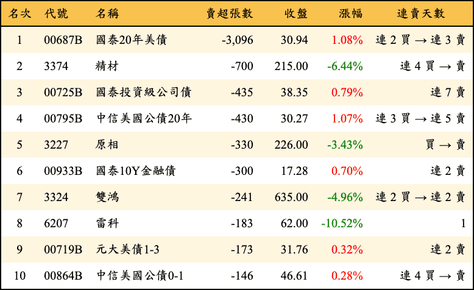 名次 代號 名稱 賣超張數 收盤 漲幅 連賣天數
1 00687B 國泰20年美債 -3,096 30.94 1.08% 連 2 買 → 連 3 賣
2 3374 精材 -700 215.00 -6.44% 連 4 買 → 賣
3 00725B 國泰投資級公司債 -435 38.35 0.79% 連 7 賣
4 00795B 中信美國公債20年 -430 30.27 1.07% 連 3 買 → 連 5 賣
5 3227 原相 -330 226.00 -3.43% 買 → 賣
6 00933B 國泰10Y金融債 -300 17.28 0.70% 連 2 賣
7 3324 雙鴻 -241 635.00 -4.96% 連 2 買 → 連 2 賣
8 6207 雷科 -183 62.00 -10.52% 1
9 00719B 元大美債1-3 -173 31.76 0.32% 連 2 賣
10 00864B 中信美國公債0-1 -146 46.61 0.28% 連 4 買 → 賣